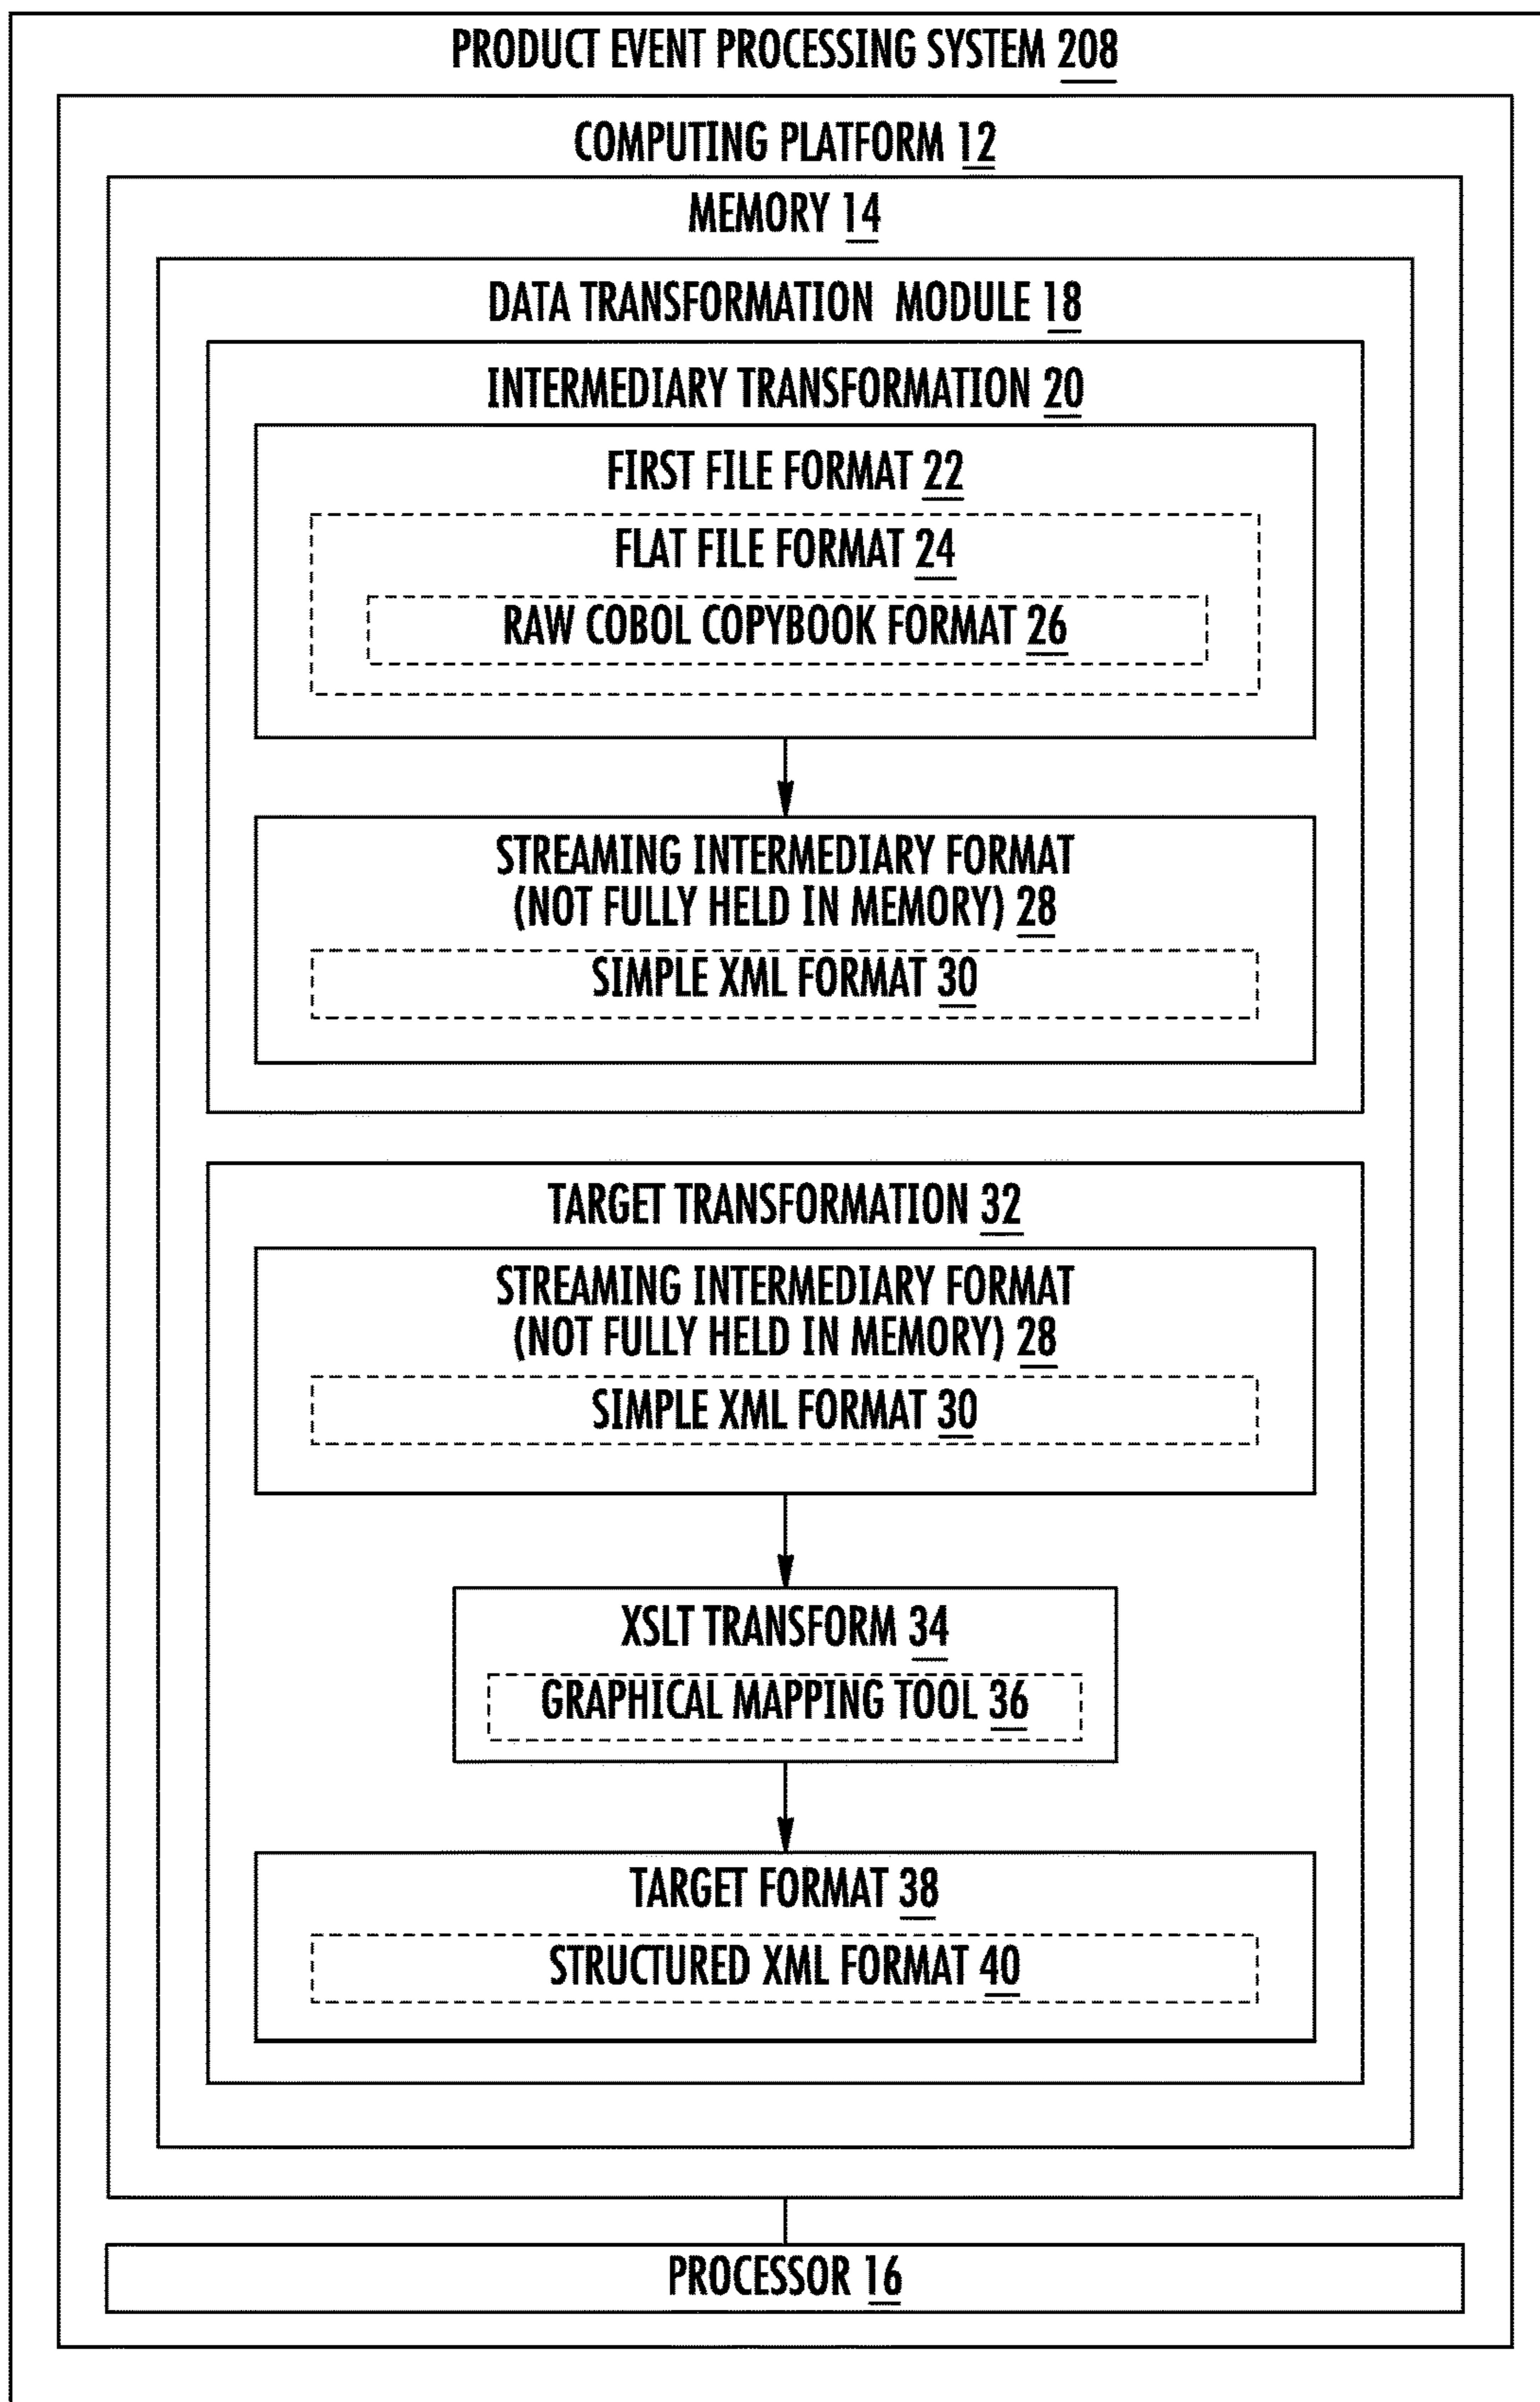 PRODUCT EVENT PROCESSING SYSTEM 208
COMPUTING PLATFORM 12
MEMORY 14
DATA TRANSFORMATION MODULE 18
INTERMEDIARY TRANSFORMATION 20
FIRST FILE FORMAT 22
FLAT FILE FORMAT 24
RAW COBOL COPYBOOK FORMAT 26
STREAMING INTERMEDIARY FORMAT
(NOT FULLY HELD IN MEMORY) 28
SIMPLE XML FORMAT 30
TARGET TRANSFORMATION 32
STREAMING INTERMEDIARY FORMAT
(NOT FULLY HELD IN MEMORY) 28
SIMPLE XML FORMAT 30
XSLT TRANSFORM 34
GRAPHICAL MAPPING TOOL 36
TARGET FORMAT 38
STRUCTURED XML FORMAT 40
PROCESSOR 16